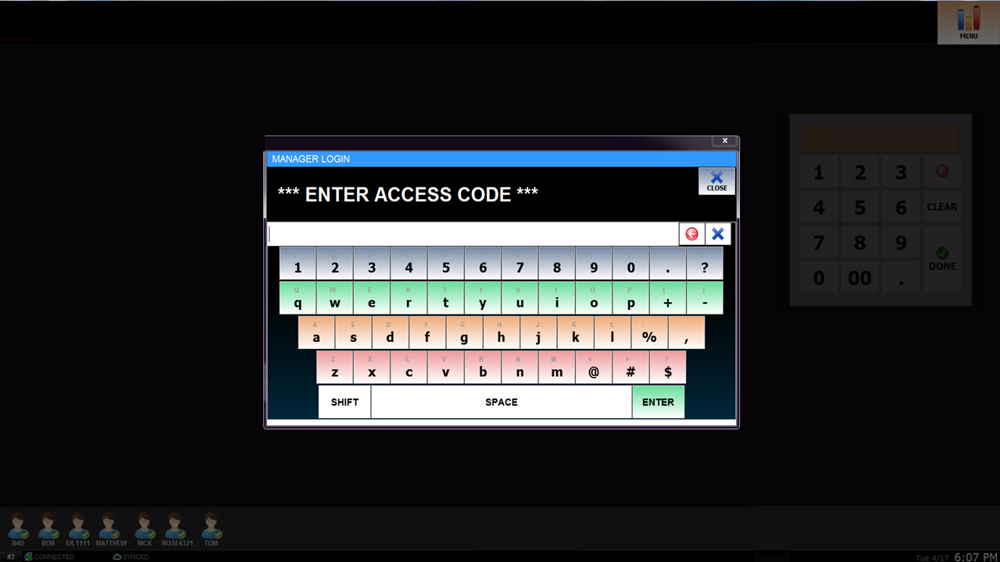 MENU
x
MANAGER LOGIN
*** ENTER ACCESS CODE ***
CLOSE
1 2 3 4 5 6 7 8 9 0 . ?
Q W E R T Y U I O P ( )
q w e r t y u i o p + -
A S D F G H J K L : .
a s d f g h j k l % ,
Z X C V B N M < > ?
z x c v b n m @ # $
SHIFT SPACE ENTER
1 2 3
4 5 6 CLEAR
7 8 9
DONE
0 00 .
B4U BOB EK 1111 MATTHEW NICK ROSE4321 TOM
#2 CONNECTED SYNCED
Tue 4/17 6:07 PM